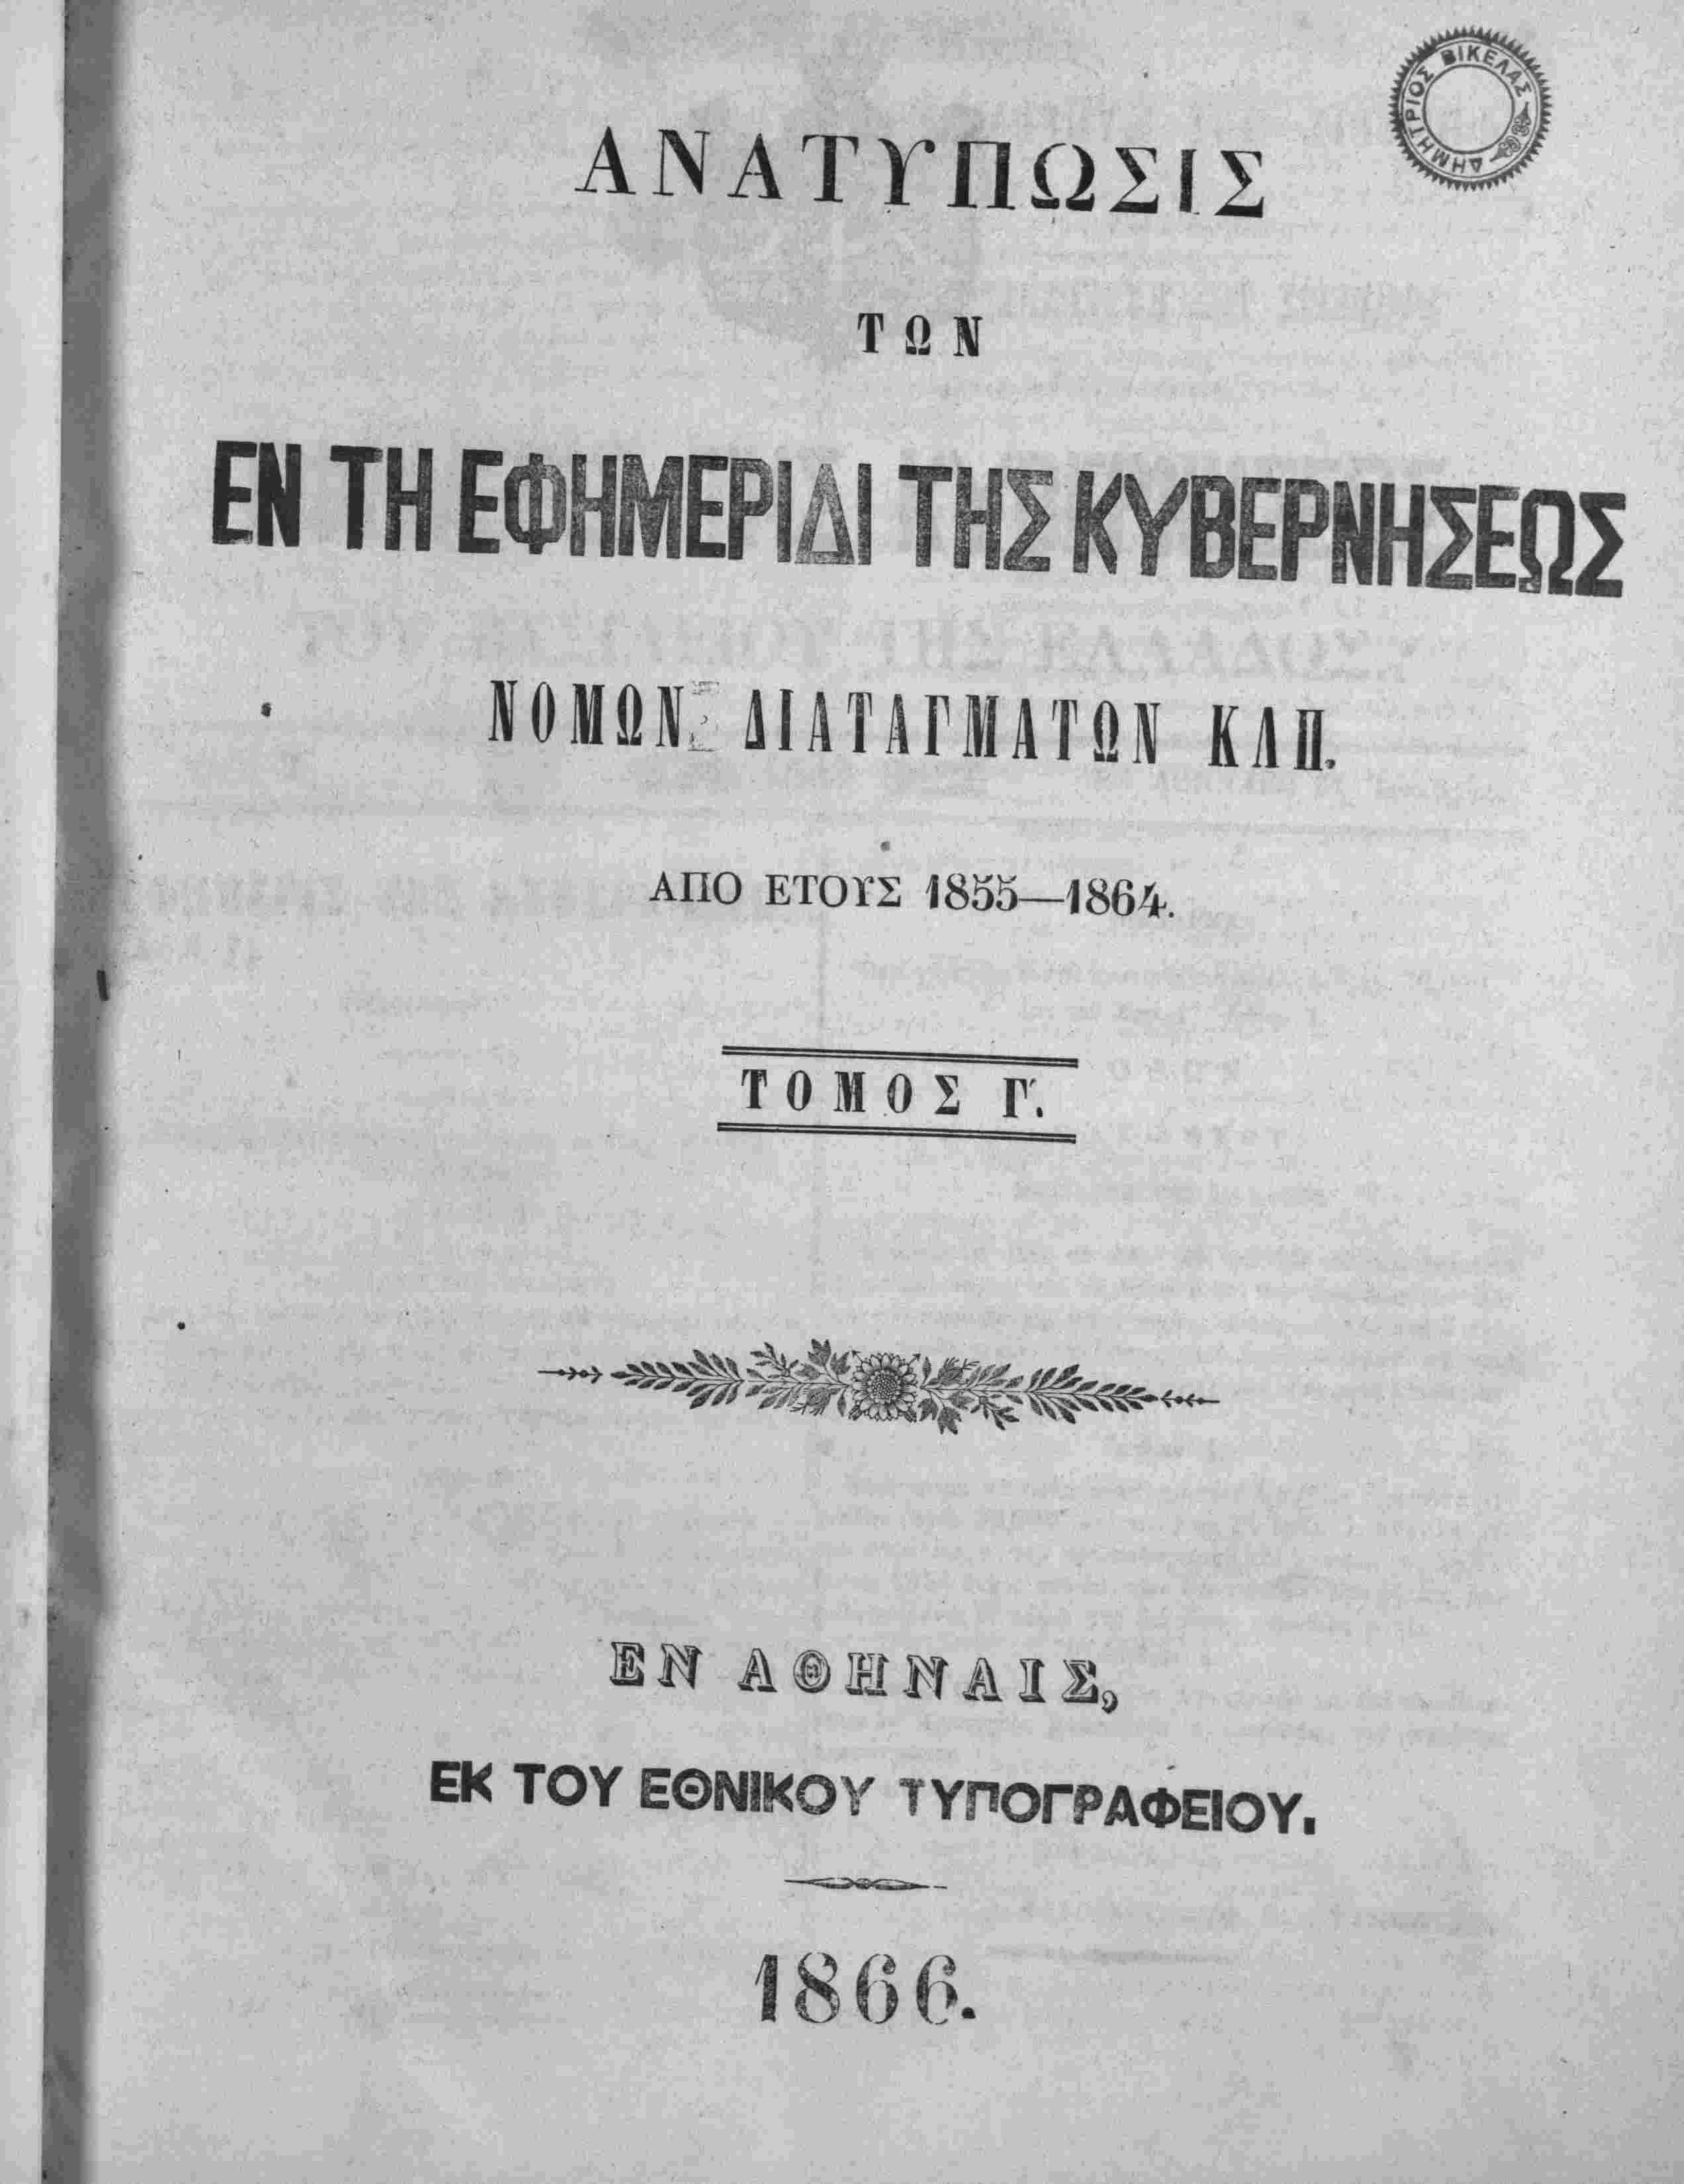 ΔΗΜΗΤΡΙΟΣ ΒΙΚΕΛΑΣ
ΑΝΑΤΥΠΩΣΙΣ
ΤΩΝ
ΕΝ ΤΗ ΕΦΗΜΕΡΙΔΙ ΤΗΣ ΚΥΒΕΡΝΗΣΕΩΣ
ΝΟΜΩΝ ΔΙΑΤΑΓΜΑΤΩΝ ΚΛΠ.
ΑΠΟ ΕΤΟΥΣ 1855—1864.
ΤΟΜΟΣ Γ΄.
ΕΝ ΑΘΗΝΑΙΣ,
ΕΚ ΤΟΥ ΕΘΝΙΚΟΥ ΤΥΠΟΓΡΑΦΕΙΟΥ.
1866.